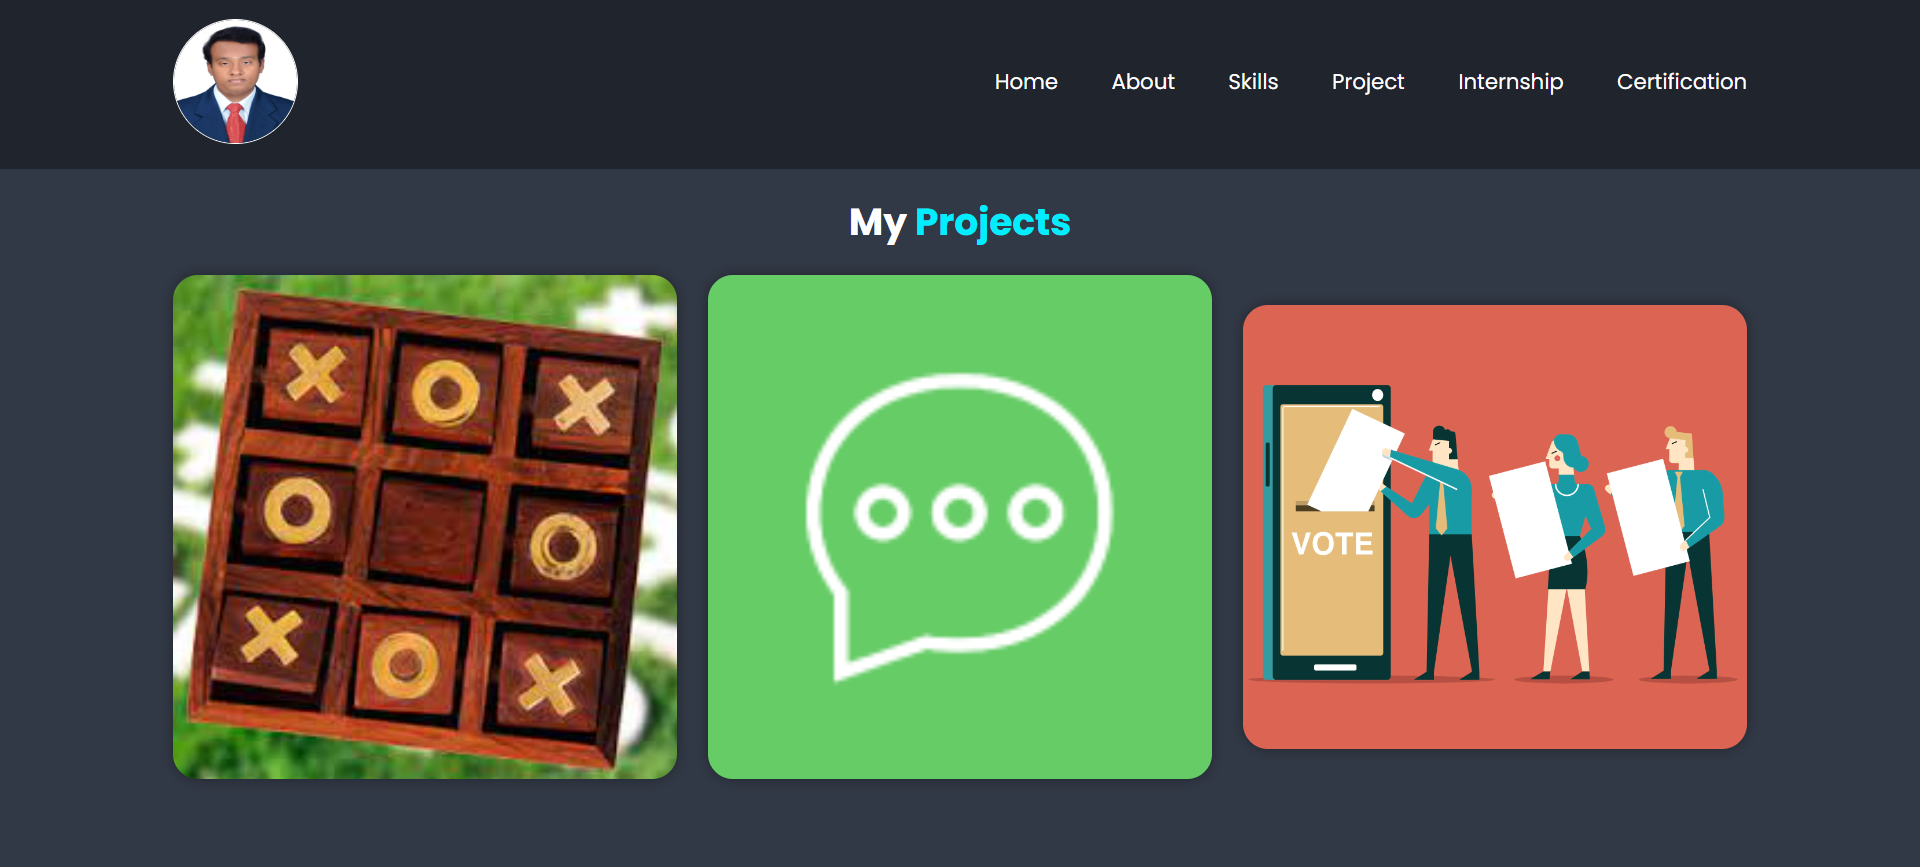 Home About Skills Project Internship Certification
My Projects
VOTE